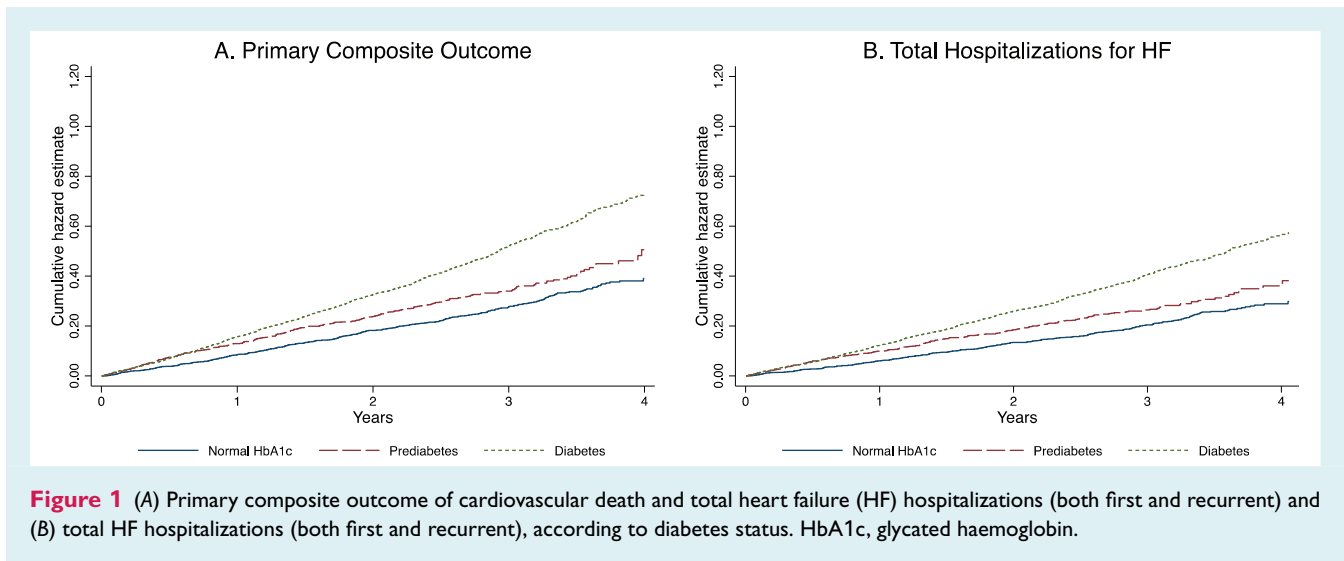 A. Primary Composite Outcome
Cumulative hazard estimate
1.20
1.00
0.80
0.60
0.40
0.20
0.00
0 1 2 3 4
Years
Normal HbA1c Prediabetes Diabetes
B. Total Hospitalizations for HF
Cumulative hazard estimate
1.20
1.00
0.80
0.60
0.40
0.20
0.00
0 1 2 3 4
Years
Normal HbA1c Prediabetes Diabetes
Figure 1 (A) Primary composite outcome of cardiovascular death and total heart failure (HF) hospitalizations (both first and recurrent) and
(B) total HF hospitalizations (both first and recurrent), according to diabetes status. HbA1c, glycated haemoglobin.